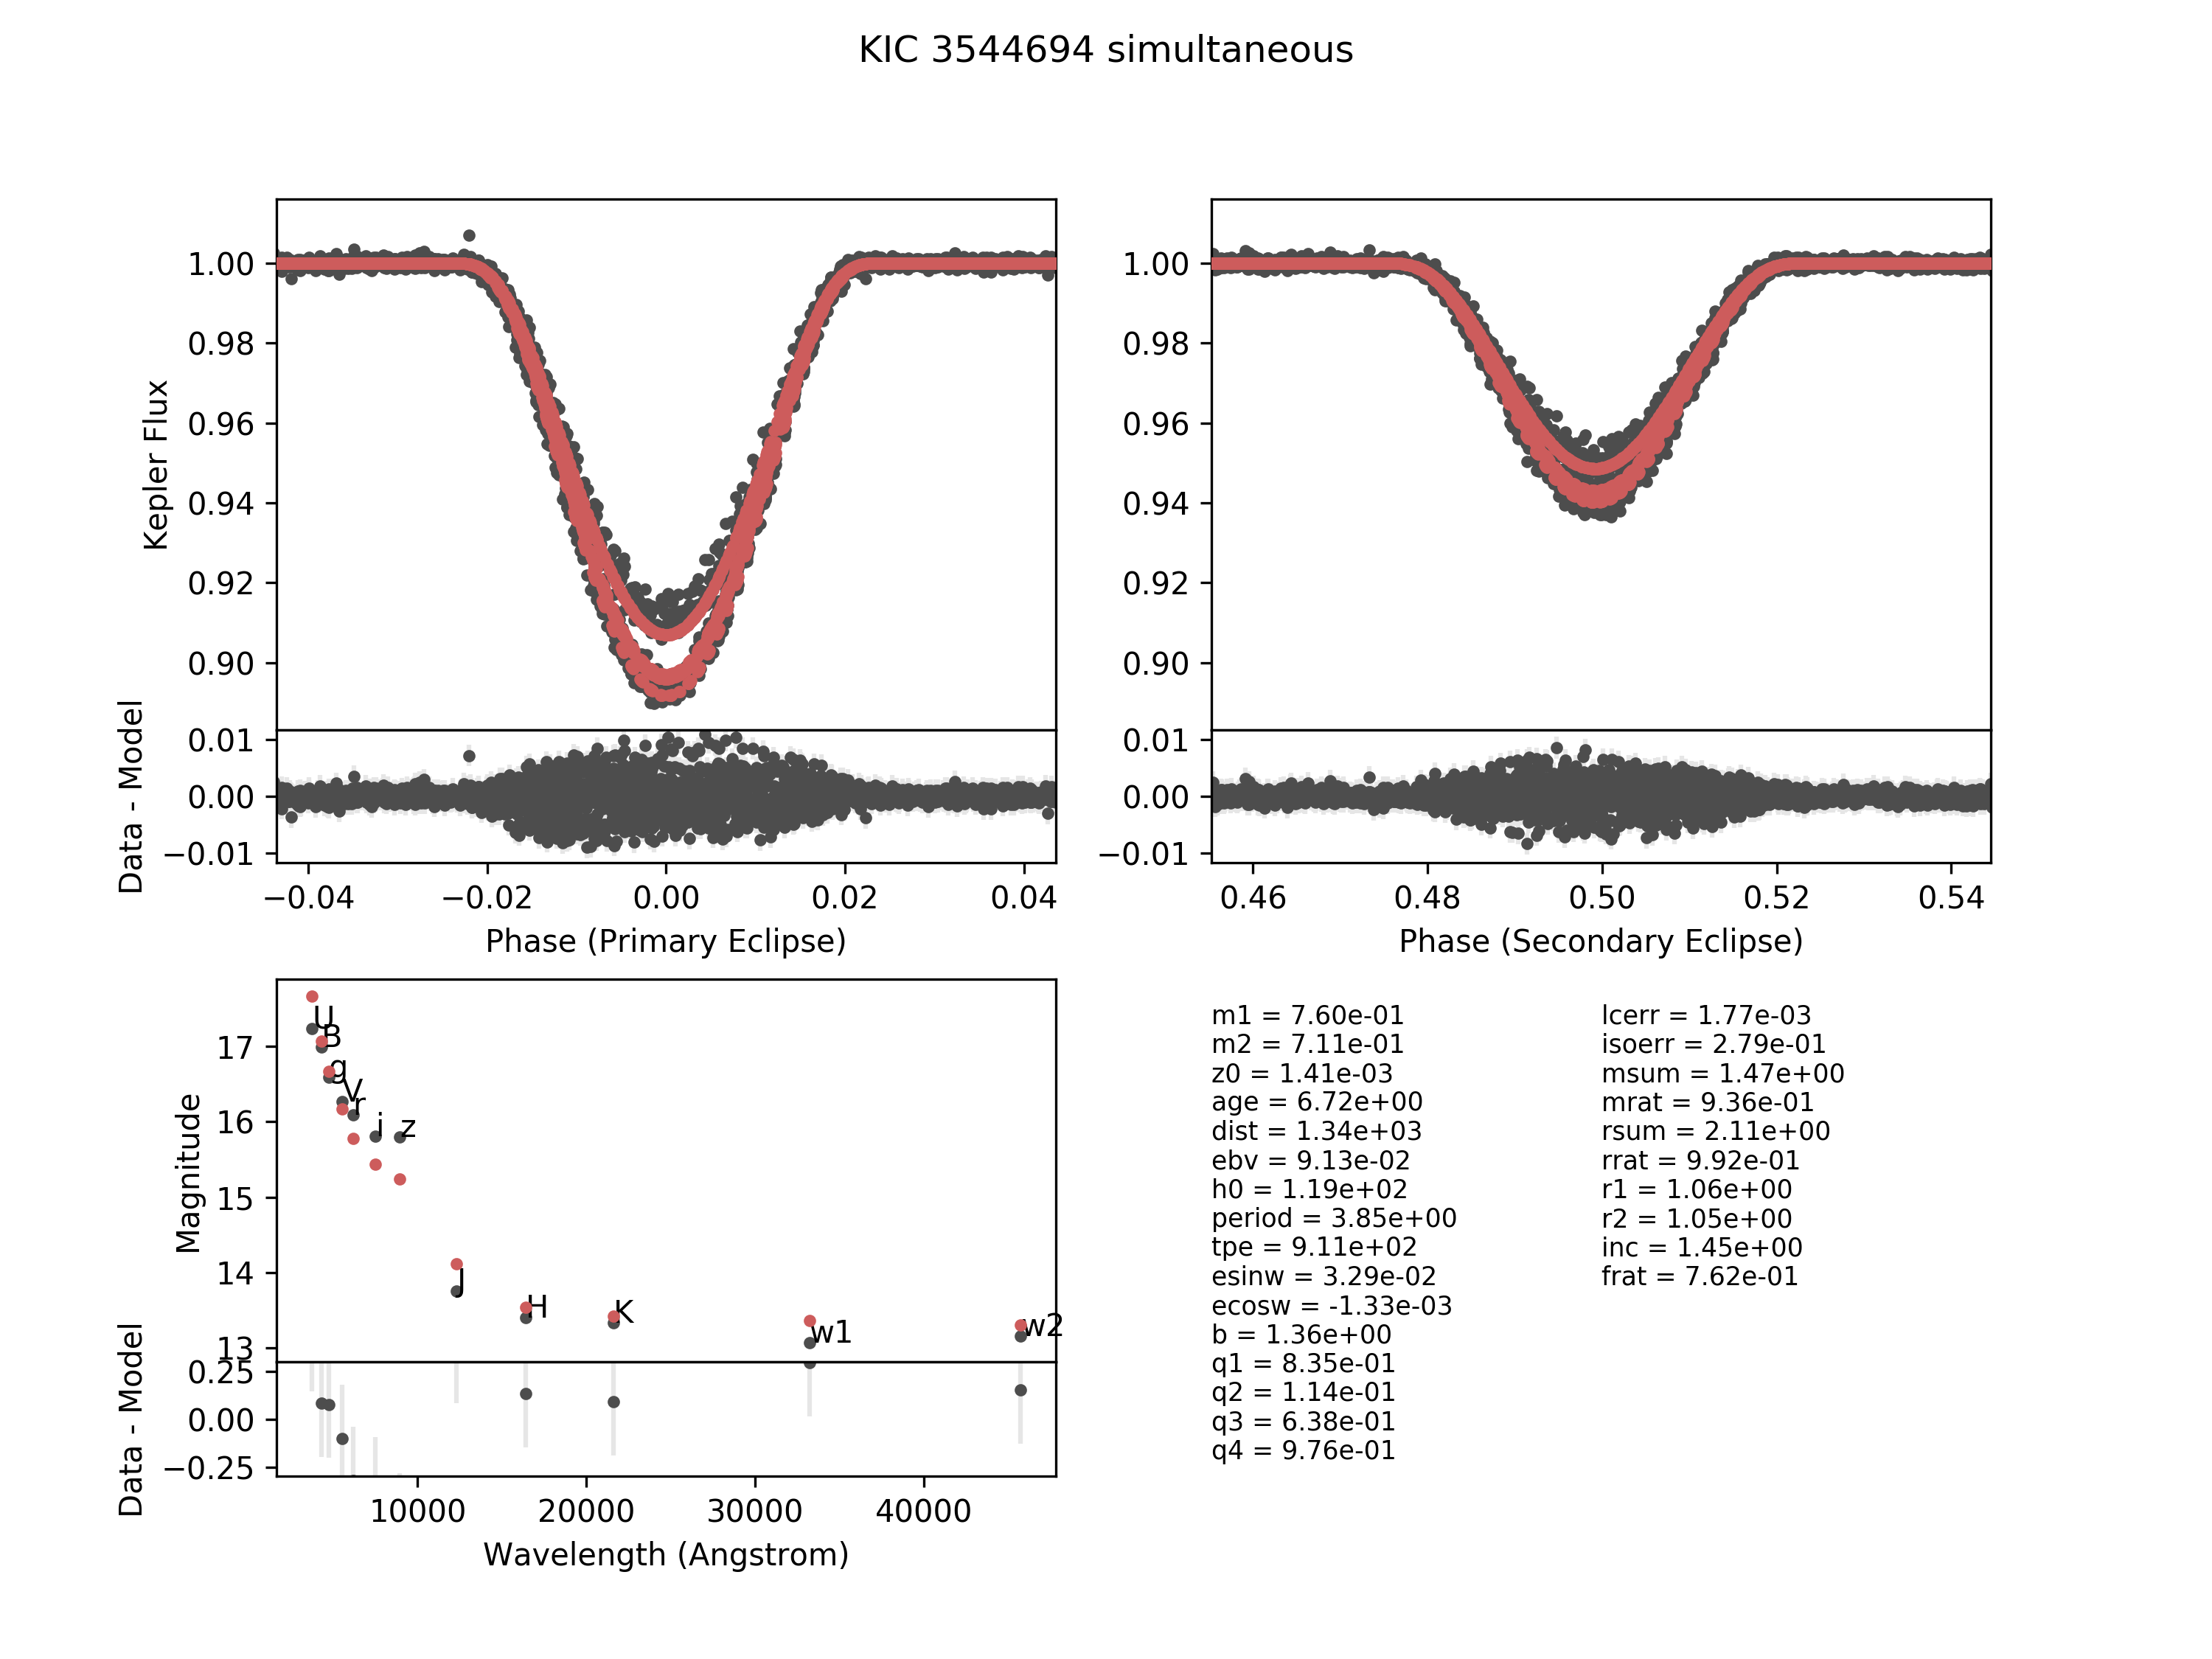 KIC 3544694 simultaneous
Kepler Flux
1.00
0.98
0.96
0.94
0.92
0.90
Data - Model
0.01
0.00
−0.01
−0.04 −0.02 0.00 0.02 0.04
Phase (Primary Eclipse)
1.00
0.98
0.96
0.94
0.92
0.90
0.01
0.00
−0.01
0.46 0.48 0.50 0.52 0.54
Phase (Secondary Eclipse)
Magnitude
17
16
15
14
13
U
B
g
V
r
i
z
J
H
K
w1
w2
Data - Model
0.25
0.00
−0.25
10000 20000 30000 40000
Wavelength (Angstrom)
m1 = 7.60e-01
m2 = 7.11e-01
z0 = 1.41e-03
age = 6.72e+00
dist = 1.34e+03
ebv = 9.13e-02
h0 = 1.19e+02
period = 3.85e+00
tpe = 9.11e+02
esinw = 3.29e-02
ecosw = -1.33e-03
b = 1.36e+00
q1 = 8.35e-01
q2 = 1.14e-01
q3 = 6.38e-01
q4 = 9.76e-01
lcerr = 1.77e-03
isoerr = 2.79e-01
msum = 1.47e+00
mrat = 9.36e-01
rsum = 2.11e+00
rrat = 9.92e-01
r1 = 1.06e+00
r2 = 1.05e+00
inc = 1.45e+00
frat = 7.62e-01